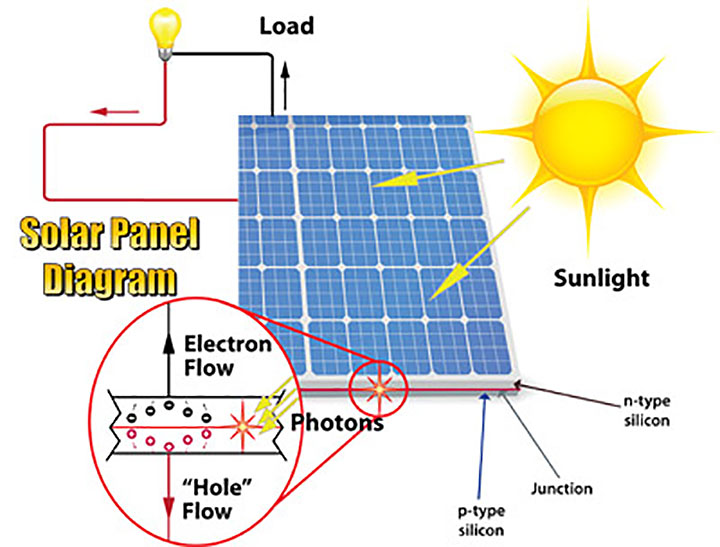 Load
Solar Panel
Diagram
Sunlight
Electron
Flow
Photons
"Hole"
Flow
n-type
silicon
Junction
p-type
silicon